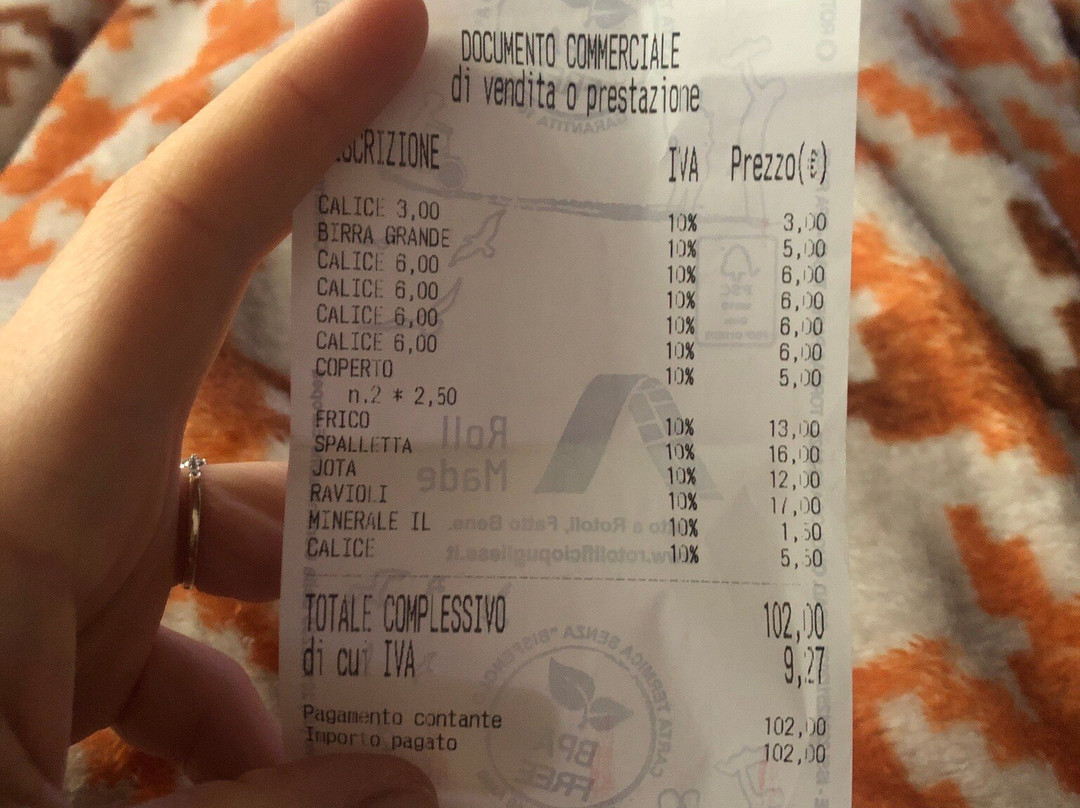 DOCUMENTO COMMERCIALE
di vendita o prestazione
SCRIZIONE IVA Prezzo(€)
CALICE 3,00 10% 3,00
BIRRA GRANDE 10% 5,00
CALICE 6,00 10% 6,00
CALICE 6,00 10% 6,00
CALICE 6,00 10% 6,00
CALICE 6,00 10% 6,00
COPERTO 10% 5,00
n.2 * 2,50
FRICO 10% 13,00
SPALLETTA 10% 16,00
JOTA 10% 12,00
RAVIOLI 10% 17,00
MINERALE IL 10% 1,50
CALICE 10% 5,50
TOTALE COMPLESSIVO 102,00
di cui IVA 9,27
Pagamento contante 102,00
Importo pagato 102,00